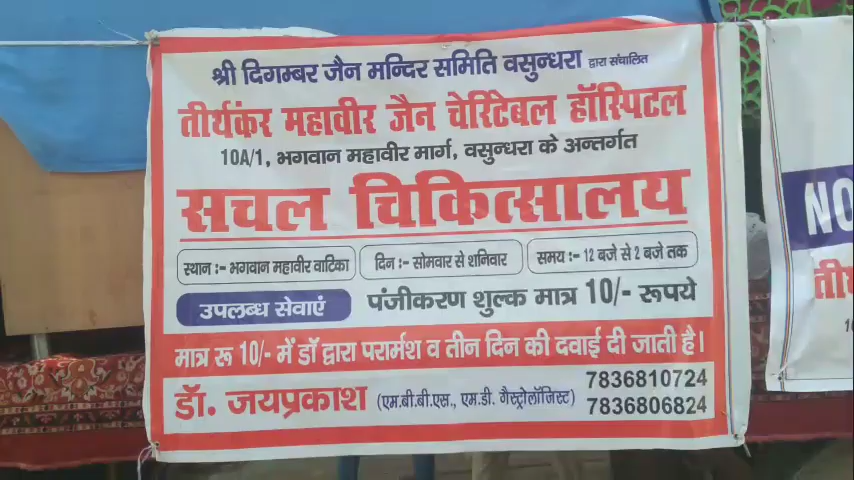 श्री दिगम्बर जैन मन्दिर समिति वसुन्धरा द्वारा संचालित
तीर्थंकर महावीर जैन चेरिटेबल हॉस्पिटल
10A/1, भगवान महावीर मार्ग, वसुन्धरा के अन्तर्गत
सचल चिकित्सालय
स्थान :- भगवान महावीर वाटिका दिन :- सोमवार से शनिवार समय :- 12 बजे से 2 बजे तक
उपलब्ध सेवाएं पंजीकरण शुल्क मात्र 10/- रूपये
मात्र रू 10/- में डॉ द्वारा परार्मश व तीन दिन की दवाई दी जाती है।
डॉ. जयप्रकाश (एम.बी.बी.एस., एम.डी. गैस्ट्रोलॉजिस्ट) 7836810724
7836806824
NO